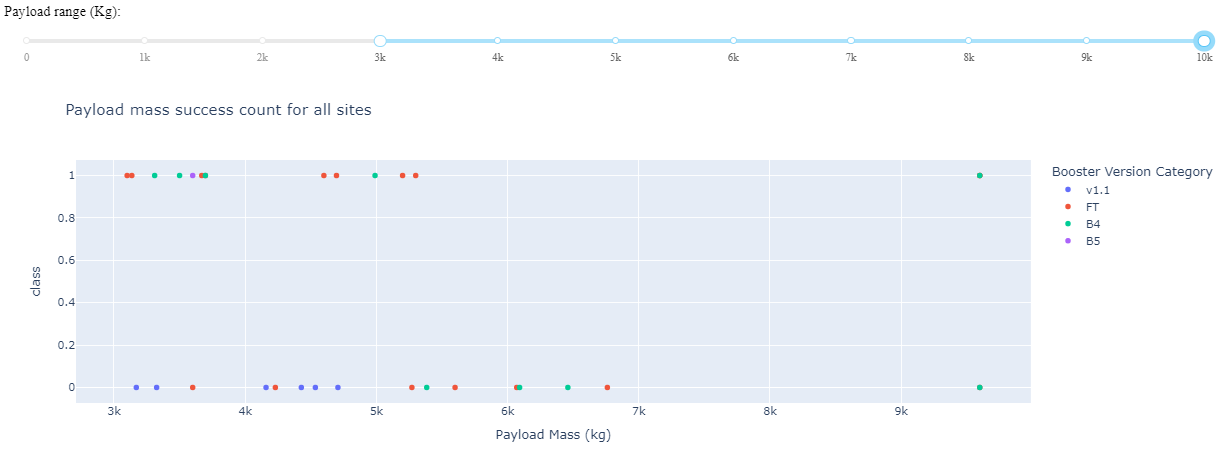 Payload range (Kg):
0 1k 2k 3k 4k 5k 6k 7k 8k 9k 10k
Payload mass success count for all sites
Booster Version Category
v1.1
FT
B4
B5
1
0.8
0.6
0.4
0.2
0
class
3k 4k 5k 6k 7k 8k 9k
Payload Mass (kg)